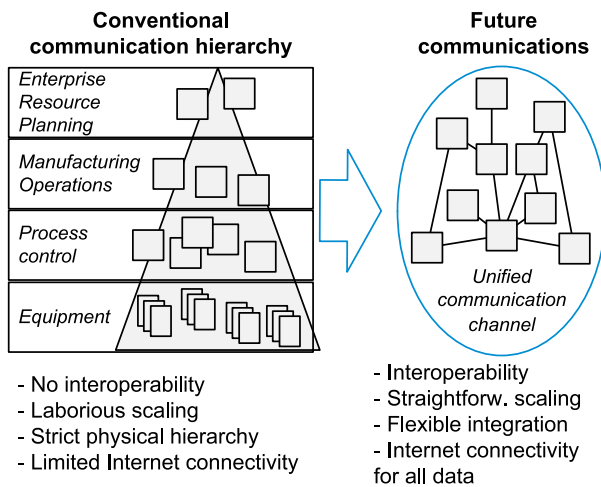 Conventional
communication hierarchy
Enterprise
Resource
Planning
Manufacturing
Operations
Process
control
Equipment
- No interoperability
- Laborious scaling
- Strict physical hierarchy
- Limited Internet connectivity
Future
communications
Unified
communication
channel
- Interoperability
- Straightforw. scaling
- Flexible integration
- Internet connectivity
for all data